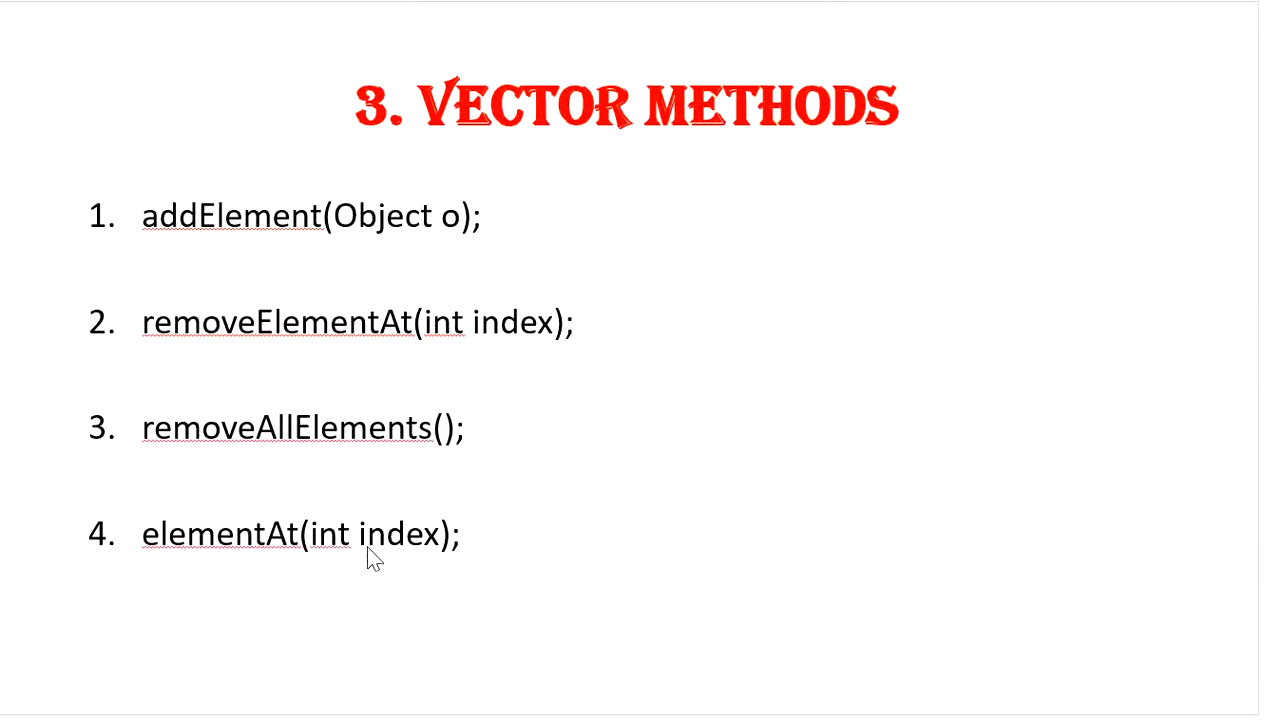 3. VECTOR METHODS
1. addElement(Object o);
2. removeElementAt(int index);
3. removeAllElements();
4. elementAt(int index);